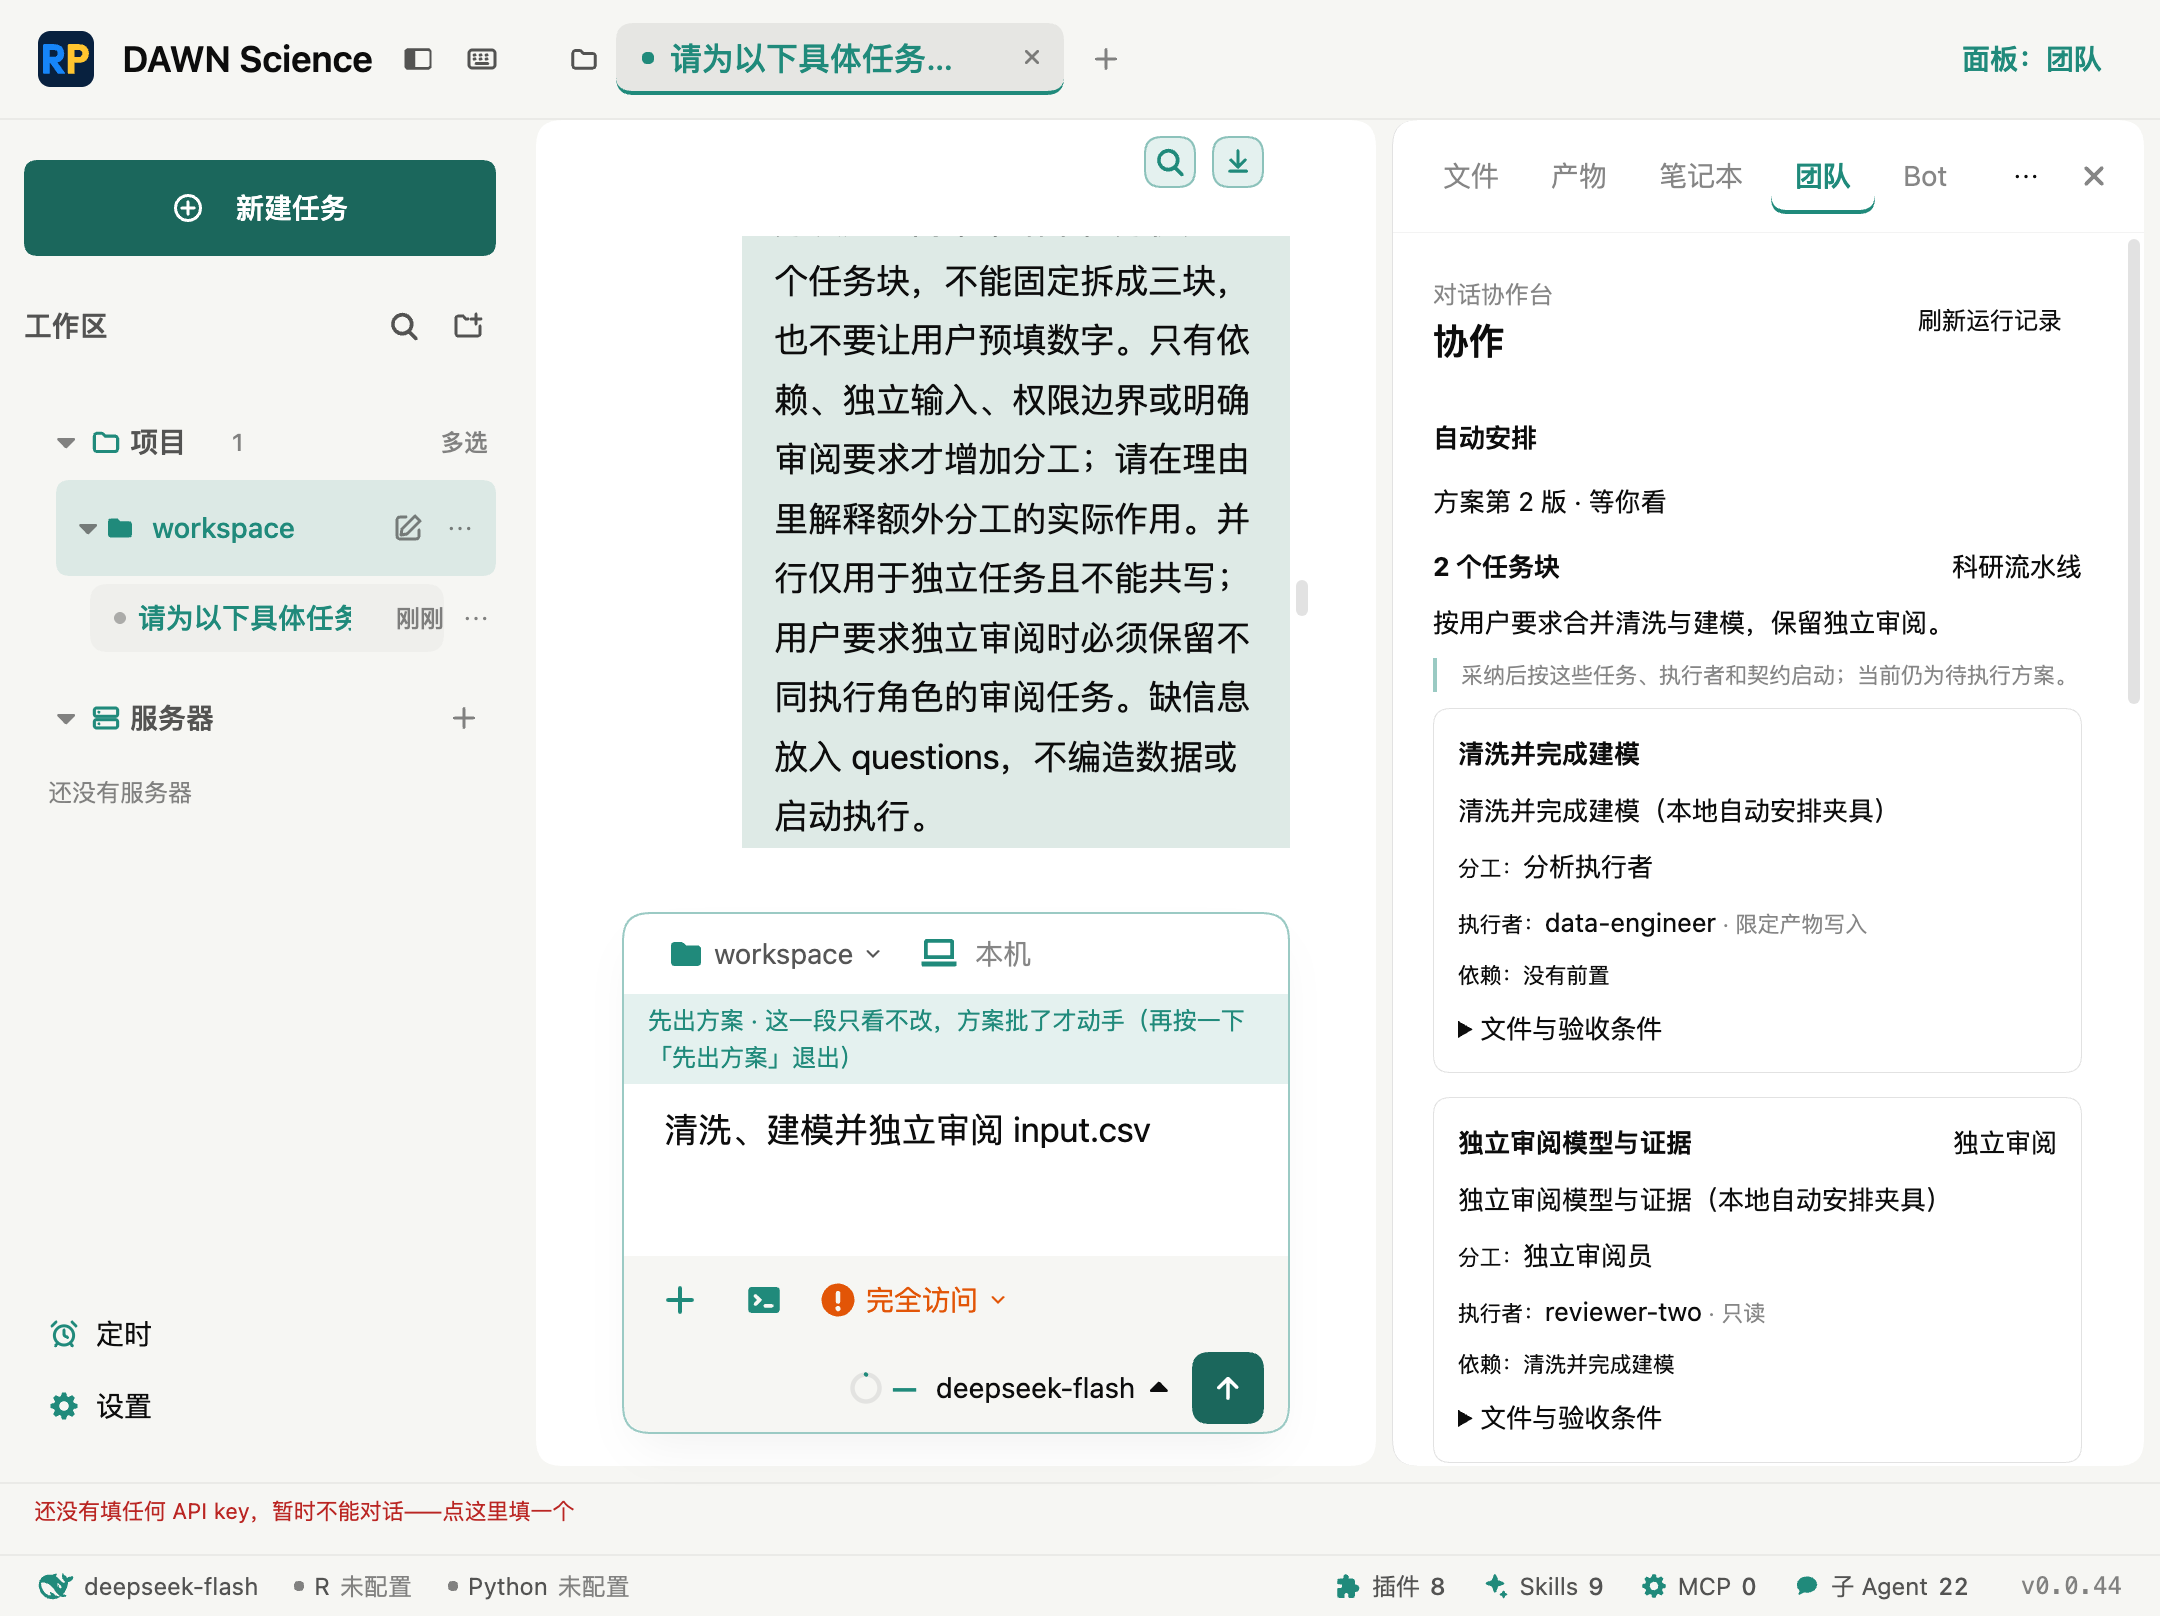 RP DAWN Science
请为以下具体任务...
面板：团队
新建任务
工作区
项目 1 多选
workspace
请为以下具体任务 刚刚
服务器
还没有服务器
定时
设置
个任务块，不能固定拆成三块，
也不要让用户预填数字。只有依
赖、独立输入、权限边界或明确
审阅要求才增加分工；请在理由
里解释额外分工的实际作用。并
行仅用于独立任务且不能共写；
用户要求独立审阅时必须保留不
同执行角色的审阅任务。缺信息
放入 questions，不编造数据或
启动执行。
workspace 本机
先出方案 · 这一段只看不改，方案批了才动手（再按一下
「先出方案」退出）
清洗、建模并独立审阅 input.csv
完全访问
deepseek-flash
文件 产物 笔记本 团队 Bot ···
对话协作台
协作
刷新运行记录
自动安排
方案第 2 版 · 等你看
2 个任务块 科研流水线
按用户要求合并清洗与建模，保留独立审阅。
采纳后按这些任务、执行者和契约启动；当前仍为待执行方案。
清洗并完成建模
清洗并完成建模（本地自动安排夹具）
分工：分析执行者
执行者：data-engineer · 限定产物写入
依赖：没有前置
文件与验收条件
独立审阅模型与证据 独立审阅
独立审阅模型与证据（本地自动安排夹具）
分工：独立审阅员
执行者：reviewer-two · 只读
依赖：清洗并完成建模
文件与验收条件
还没有填任何 API key，暂时不能对话——点这里填一个
deepseek-flash R 未配置 Python 未配置
插件 8 Skills 9 MCP 0 子 Agent 22 v0.0.44